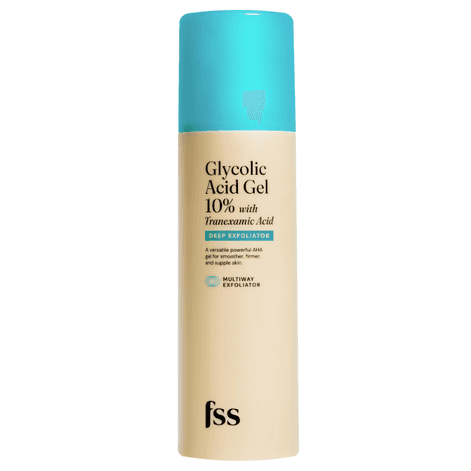 Glycolic
Acid Gel
10% with
Tranexamic Acid
DEEP EXFOLIATOR
A versatile powerful AHA
gel for smoother, firmer,
and supple skin.
MULTIWAY
EXFOLIATOR
fss